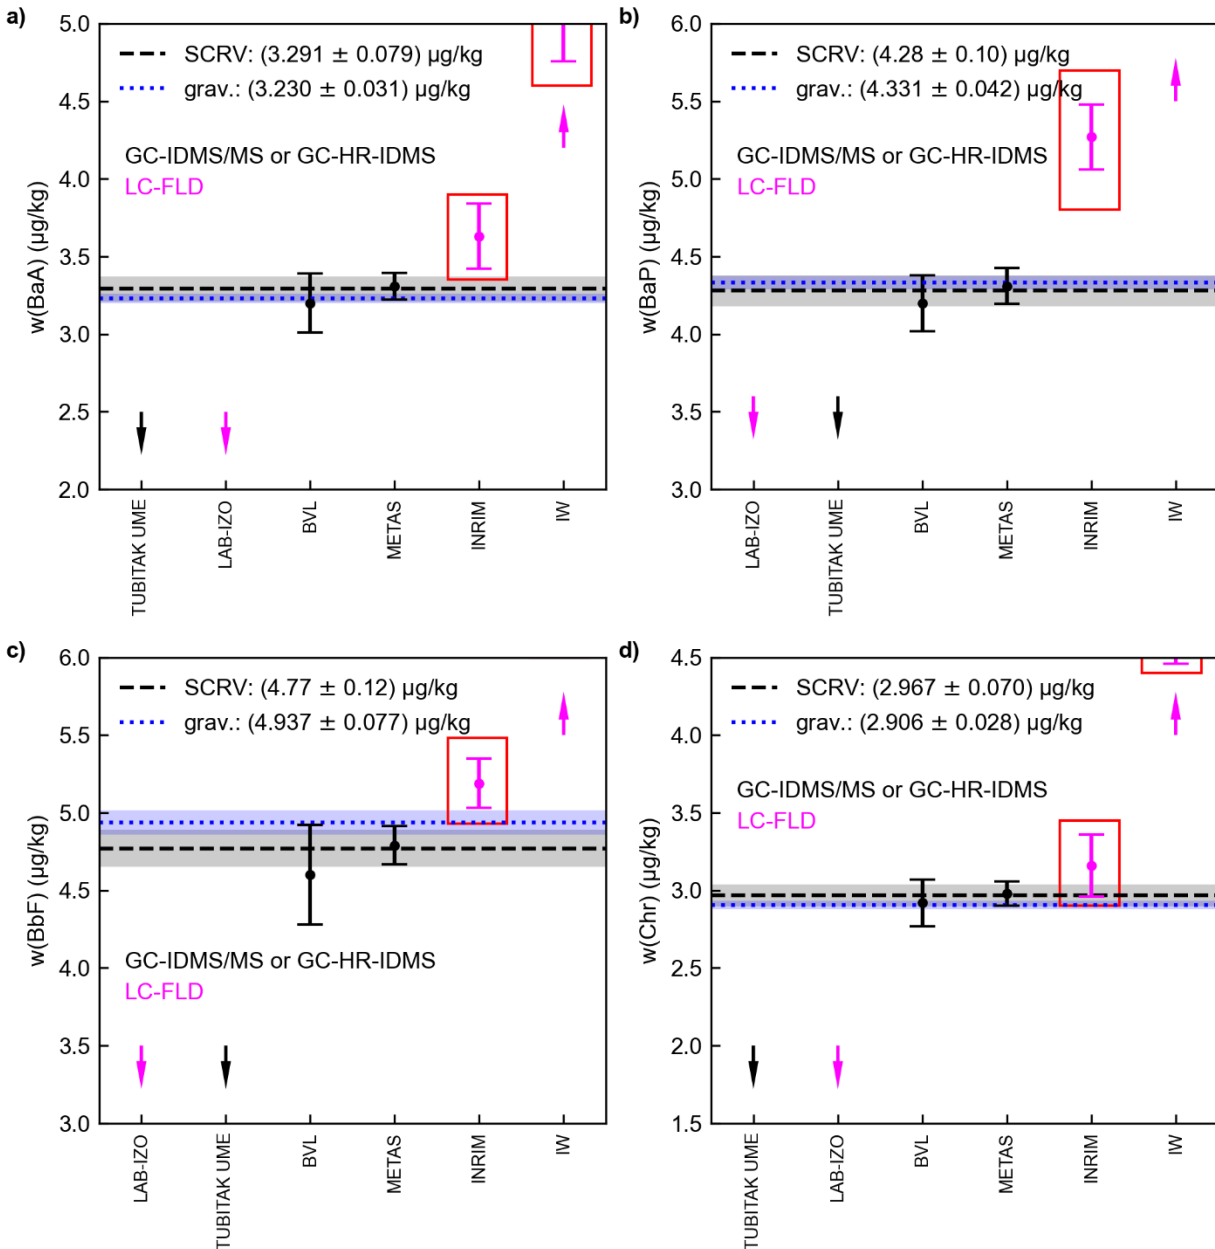 a)
5.0
4.5
4.0
3.5
3.0
2.5
2.0
w(BaA) (µg/kg)
SCRV: (3.291 ± 0.079) µg/kg
grav.: (3.230 ± 0.031) µg/kg
GC-IDMS/MS or GC-HR-IDMS
LC-FLD
TUBITAK UME
LAB-IZO
BVL
METAS
INRIM
IW
b)
6.0
5.5
5.0
4.5
4.0
3.5
3.0
w(BaP) (µg/kg)
SCRV: (4.28 ± 0.10) µg/kg
grav.: (4.331 ± 0.042) µg/kg
GC-IDMS/MS or GC-HR-IDMS
LC-FLD
LAB-IZO
TUBITAK UME
BVL
METAS
INRIM
IW
c)
6.0
5.5
5.0
4.5
4.0
3.5
3.0
w(BbF) (µg/kg)
SCRV: (4.77 ± 0.12) µg/kg
grav.: (4.937 ± 0.077) µg/kg
GC-IDMS/MS or GC-HR-IDMS
LC-FLD
LAB-IZO
TUBITAK UME
BVL
METAS
INRIM
IW
d)
4.5
4.0
3.5
3.0
2.5
2.0
1.5
w(Chr) (µg/kg)
SCRV: (2.967 ± 0.070) µg/kg
grav.: (2.906 ± 0.028) µg/kg
GC-IDMS/MS or GC-HR-IDMS
LC-FLD
TUBITAK UME
LAB-IZO
BVL
METAS
INRIM
IW